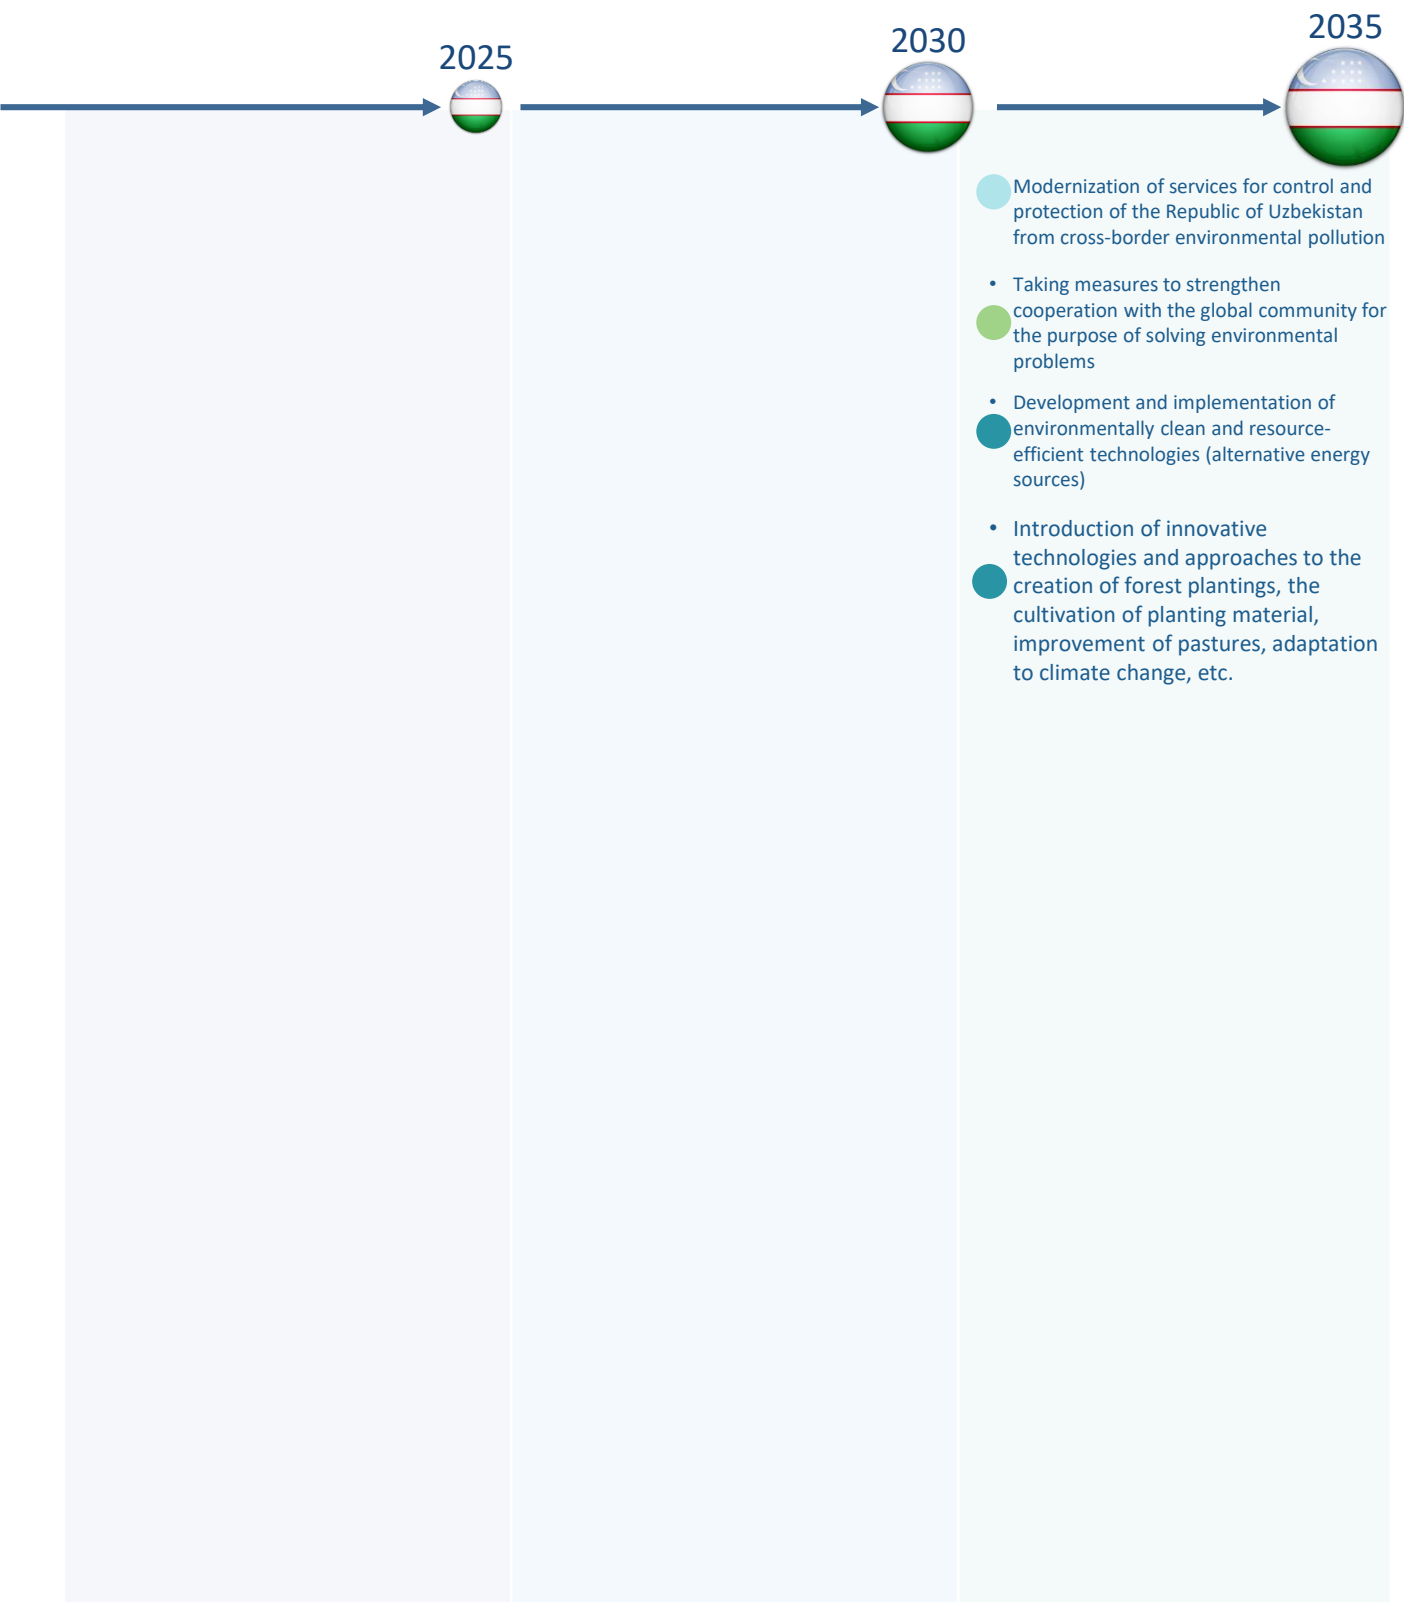 2025
2030
2035
Modernization of services for control and
protection of the Republic of Uzbekistan
from cross-border environmental pollution
• Taking measures to strengthen
cooperation with the global community for
the purpose of solving environmental
problems
• Development and implementation of
environmentally clean and resource-
efficient technologies (alternative energy
sources)
• Introduction of innovative
technologies and approaches to the
creation of forest plantings, the
cultivation of planting material,
improvement of pastures, adaptation
to climate change, etc.